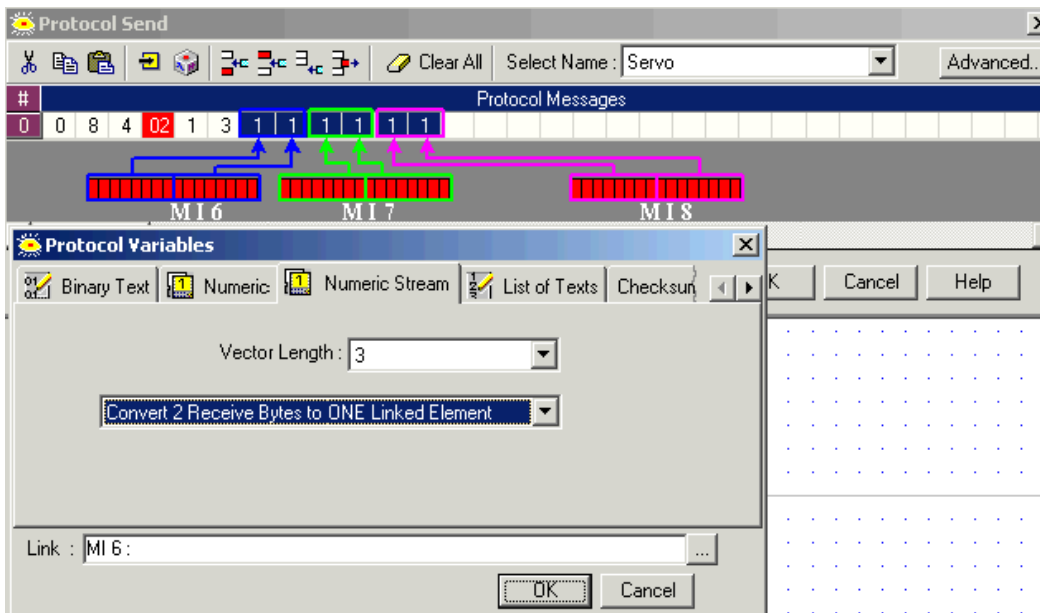 Protocol Send
Clear All Select Name : Servo Advanced..
# Protocol Messages
0 0 8 4 02 1 3 1 1 1 1 1 1
MI 6 MI 7 MI 8
Protocol Variables
Binary Text Numeric Numeric Stream List of Texts Checksum
K Cancel Help
Vector Length : 3
Convert 2 Receive Bytes to ONE Linked Element
Link : MI 6 : ...
OK Cancel